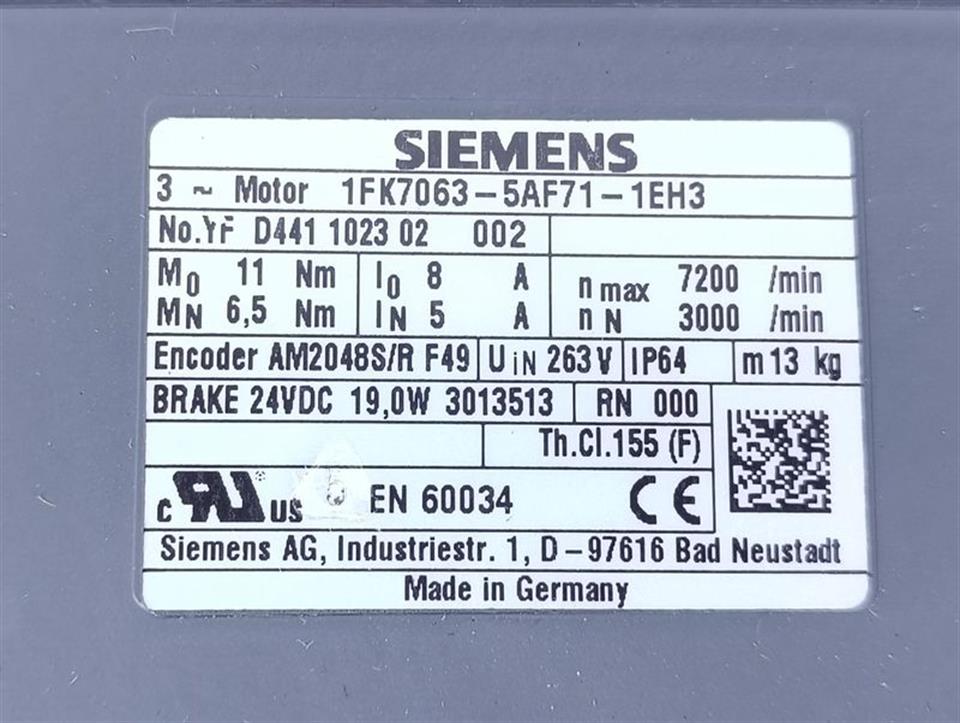 SIEMENS
3 ~ Motor 1FK7063-5AF71-1EH3
No.YF D441 1023 02 002
M0 11 Nm I0 8 A n max 7200 /min
MN 6,5 Nm IN 5 A n N 3000 /min
Encoder AM2048S/R F49 U IN 263 V IP64 m 13 kg
BRAKE 24VDC 19,0W 3013513 RN 000
Th.Cl.155 (F)
c RU ® US EN 60034 CE
Siemens AG, Industriestr. 1, D-97616 Bad Neustadt
Made in Germany